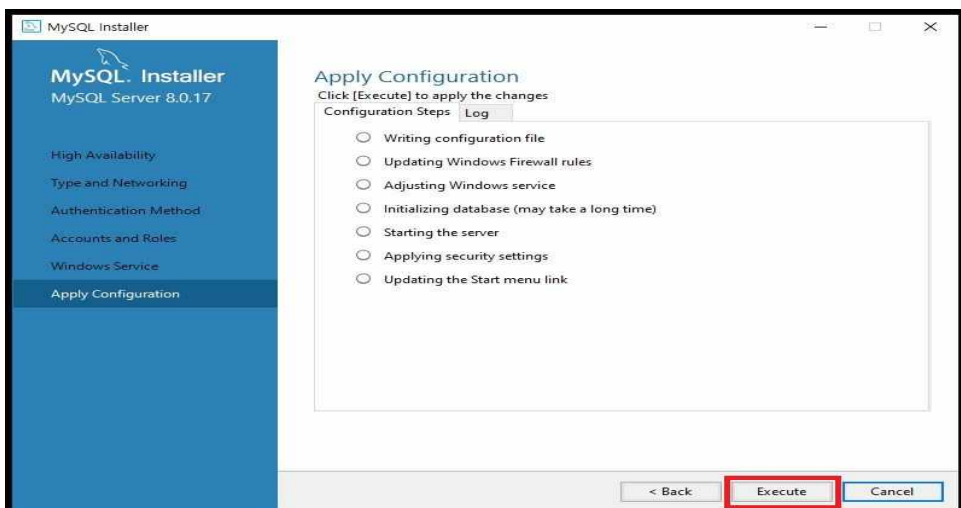 MySQL Installer
MySQL. Installer
MySQL Server 8.0.17
High Availability
Type and Networking
Authentication Method
Accounts and Roles
Windows Service
Apply Configuration
Apply Configuration
Click [Execute] to apply the changes
Configuration Steps Log
Writing configuration file
Updating Windows Firewall rules
Adjusting Windows service
Initializing database (may take a long time)
Starting the server
Applying security settings
Updating the Start menu link
< Back Execute Cancel